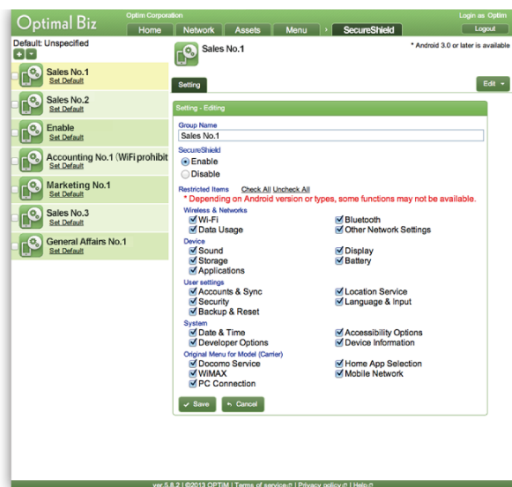 Optimal Biz
Optim Corporation
Login as Optim
Home Network Assets Menu SecureShield Logout
Default: Unspecified
Sales No.1
Set Default
Sales No.2
Set Default
Enable
Set Default
Accounting No.1 (WiFi prohibit
Set Default
Marketing No.1
Set Default
Sales No.3
Set Default
General Affairs No.1
Set Default
Sales No.1
* Android 3.0 or later is available
Setting
Edit
Setting - Editing
Group Name
Sales No.1
SecureShield
Enable
Disable
Restricted Items Check All Uncheck All
* Depending on Android version or types, some functions may not be available.
Wireless & Networks
Wi-Fi Bluetooth
Data Usage Other Network Settings
Device
Sound Display
Storage Battery
Applications
User settings
Accounts & Sync Location Service
Security Language & Input
Backup & Reset
System
Date & Time Accessibility Options
Developer Options Device Information
Original Menu for Model (Carrier)
Docomo Service Home App Selection
WiMAX Mobile Network
PC Connection
Save Cancel
ver.5.8.2 | ©2013 OPTiM | Terms of service | Privacy policy | Help